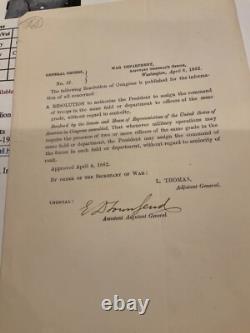 WAR DEPARTMENT,
GENERAL ORDERS,
ADJUTANT GENERAL'S OFFICE,
Washington, April 1862.
No.
The following Resolution of Congress is published for the information
of all concerned
A RESOLUTION to authorize the President to assign the command
of troops in the same field or department to officers of the same
grade, without regard to seniority.
Resolved by the Senate and House of Representatives of the United States of
America in Congress assembled, That whenever military operations may
require the presence of two or more officers of the same grade in the
same field or department, the President may assign the command of
the forces in such field or department, without regard to seniority of
rank.
Approved April 4, 1862.
BY ORDER OF THE SECRETARY OF WAR:
L. THOMAS,
Adjutant General.
OFFICIAL:
E D Townsend
Assistant Adjutant General.
© ebay.com